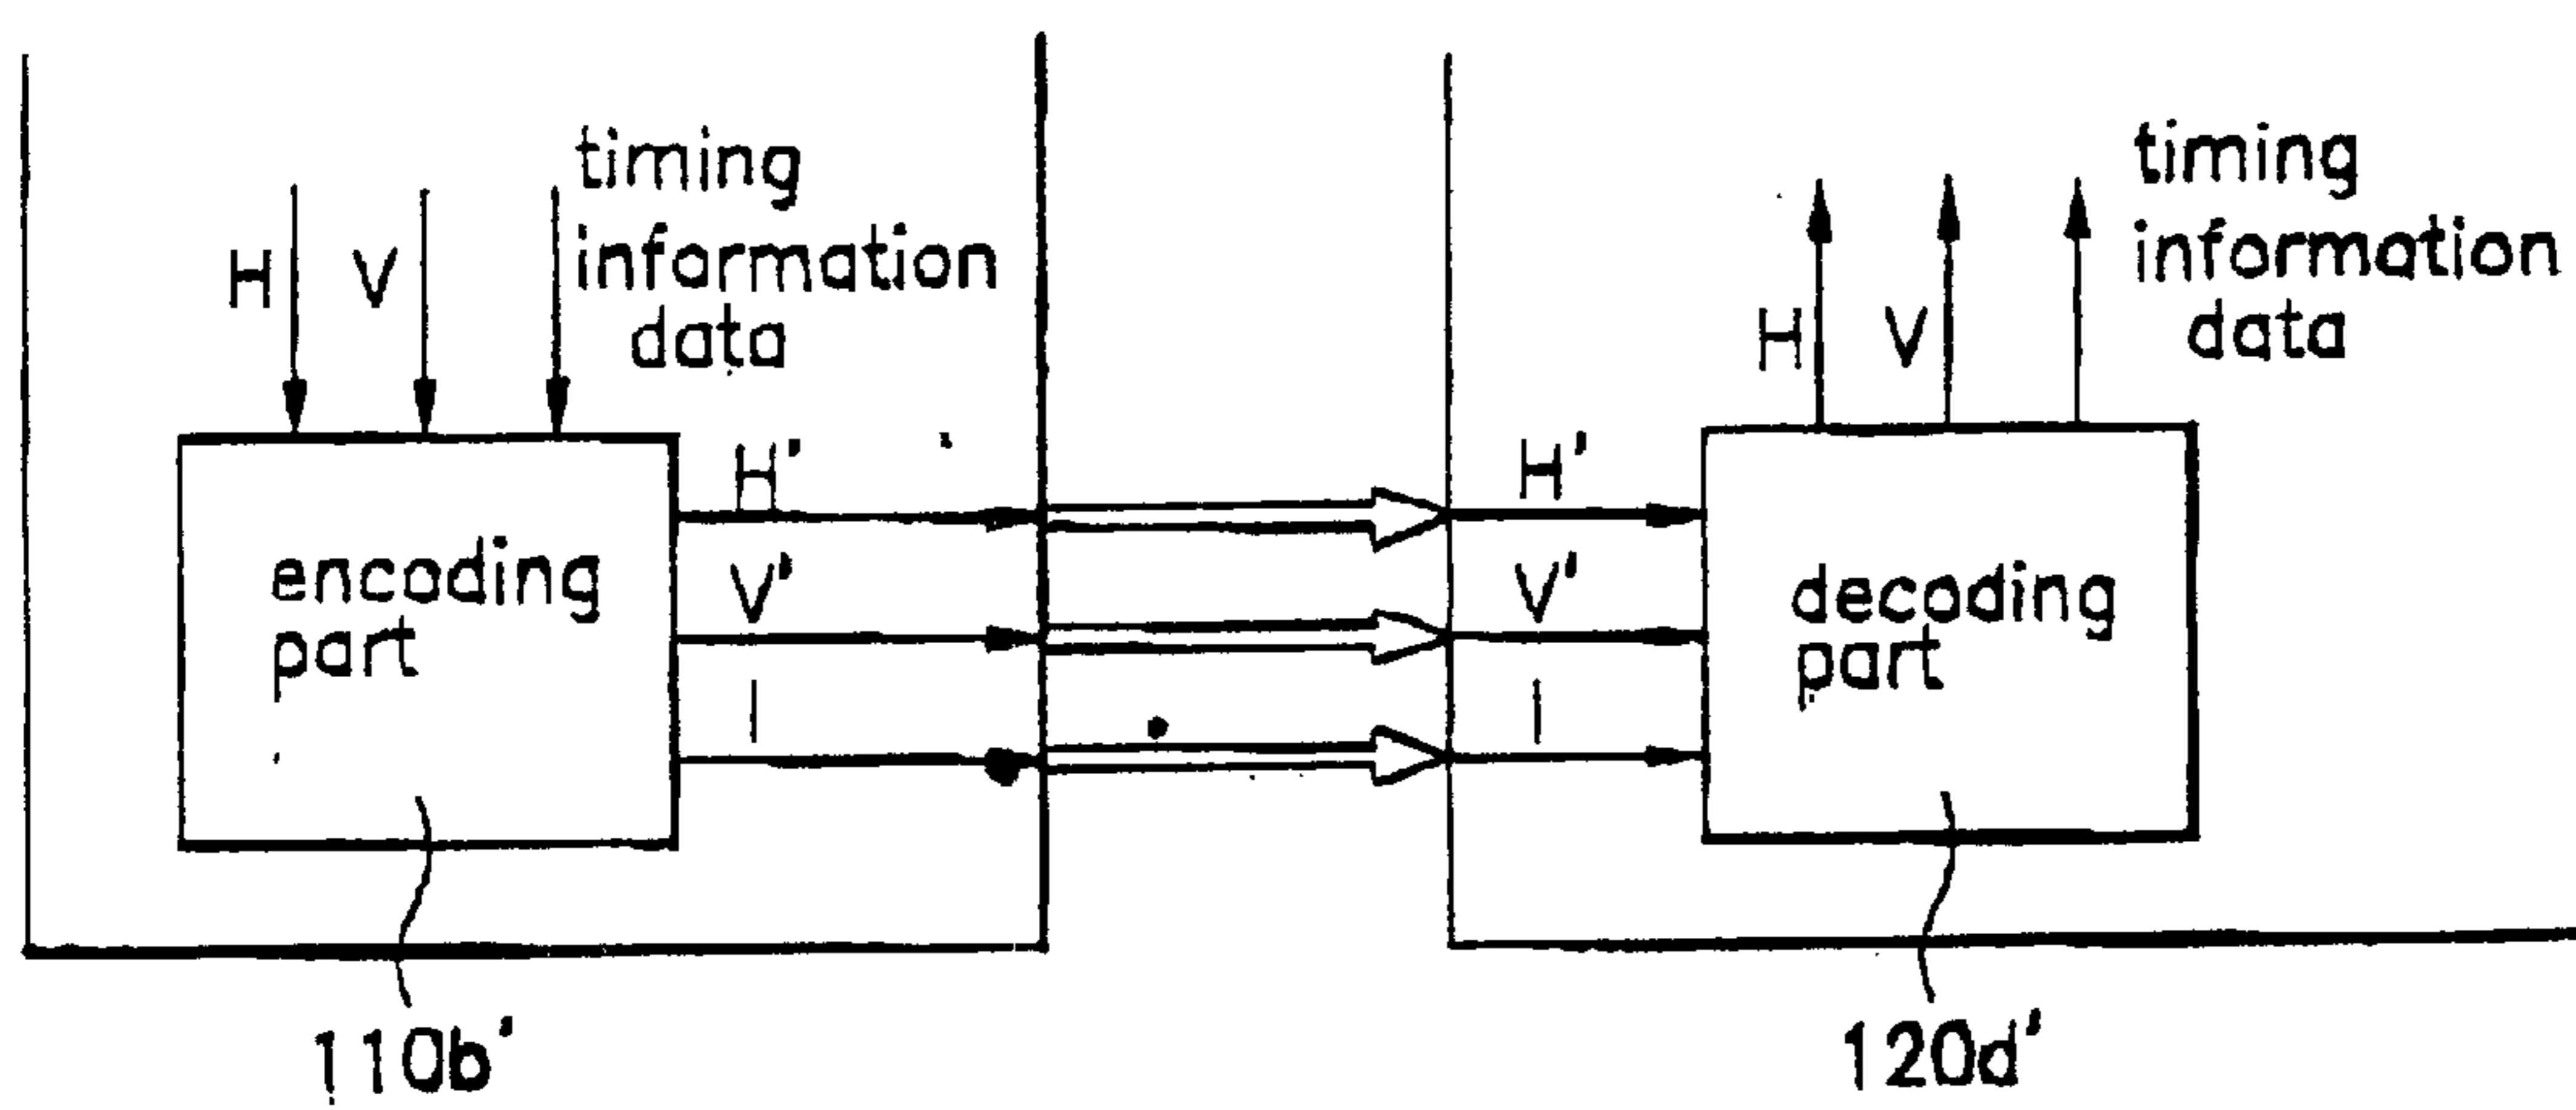 timing
information
data
H V
encoding
part
H'
V'
I
110b'
timing
information
data
H V
H'
V'
I
decoding
part
120d'